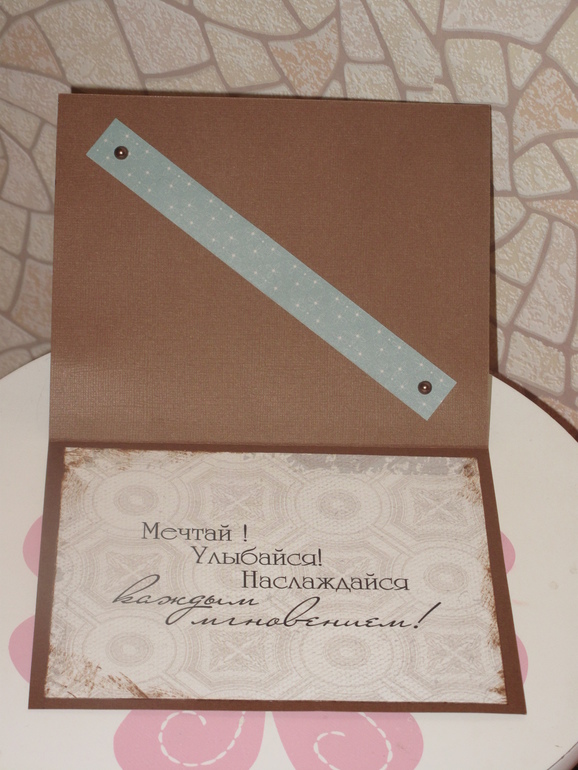 Мечтай !
Улыбайся!
Наслаждайся
каждым
мгновением!